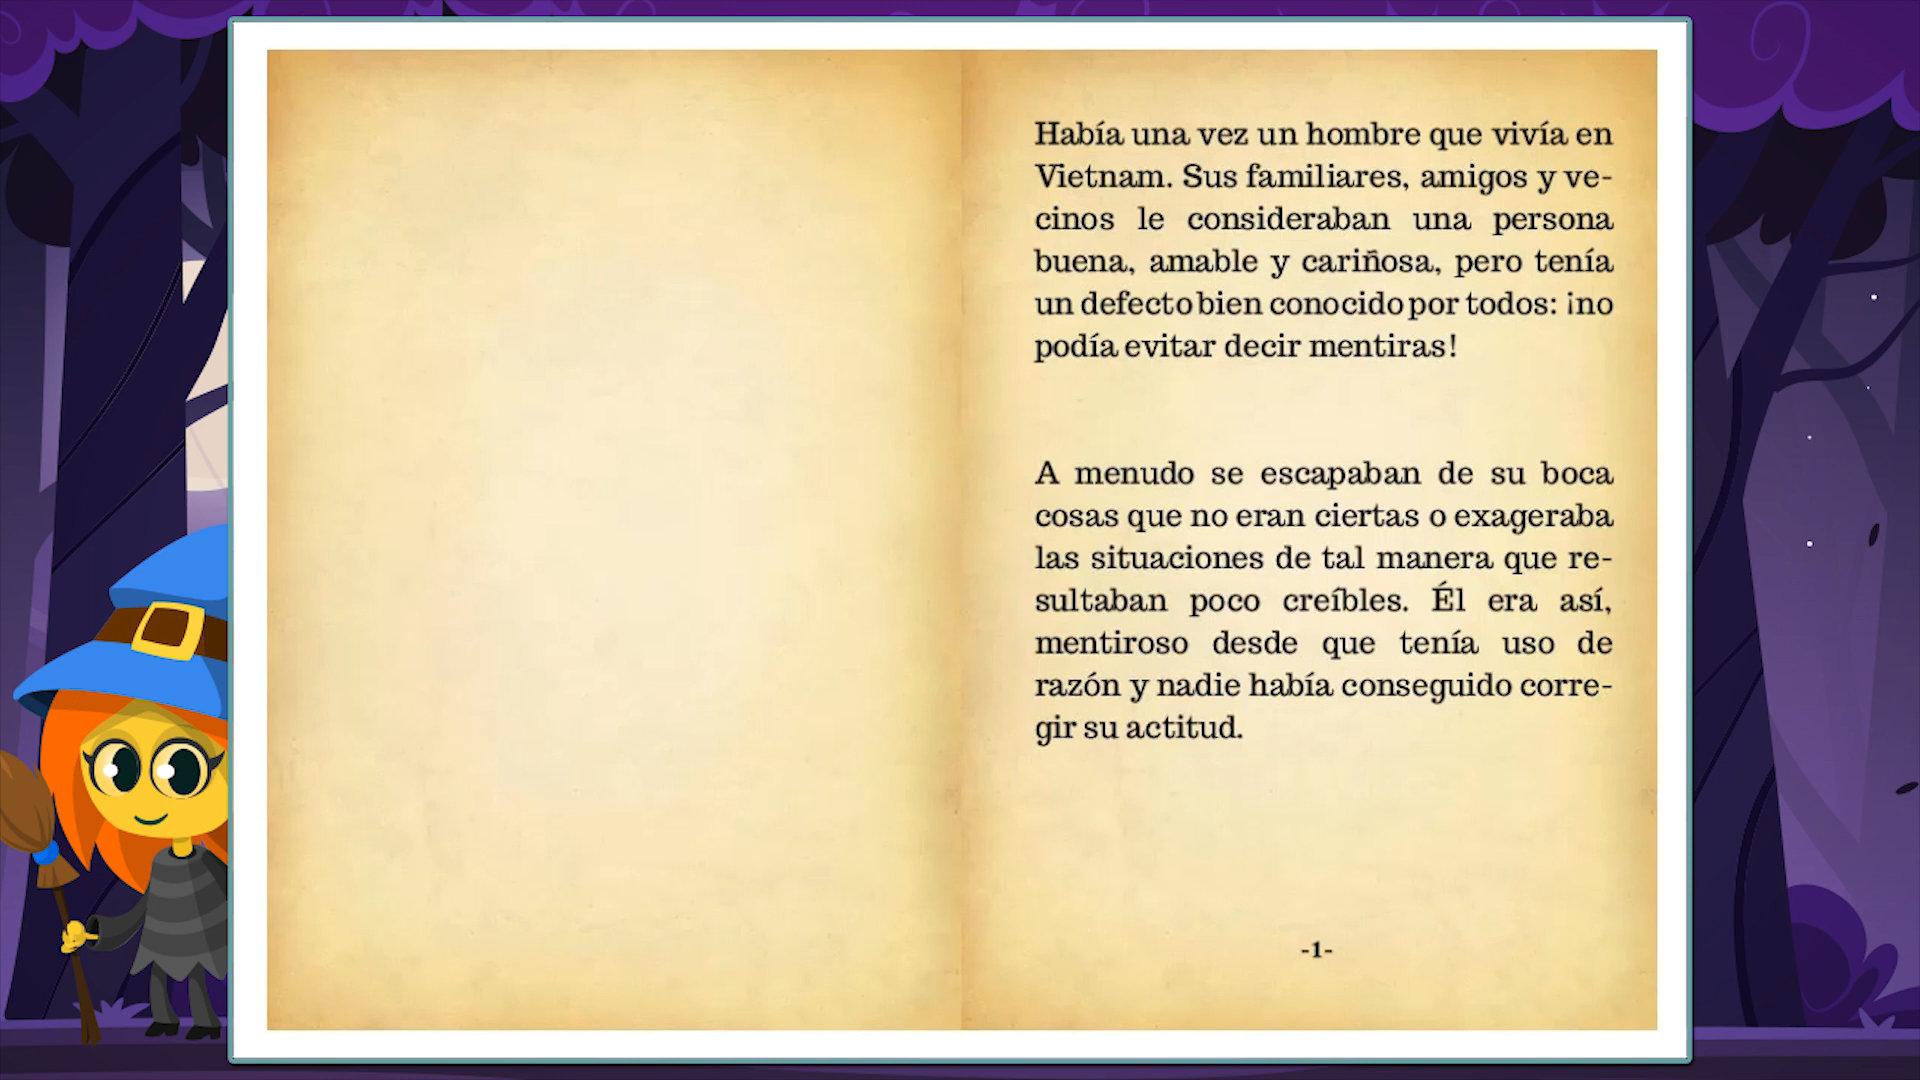 Había una vez un hombre que vivía en
Vietnam. Sus familiares, amigos y ve-
cinos le consideraban una persona
buena, amable y cariñosa, pero tenía
un defecto bien conocido por todos: ¡no
podía evitar decir mentiras!
A menudo se escapaban de su boca
cosas que no eran ciertas o exageraba
las situaciones de tal manera que re-
sultaban poco creíbles. Él era así,
mentiroso desde que tenía uso de
razón y nadie había conseguido corre-
gir su actitud.
-1-